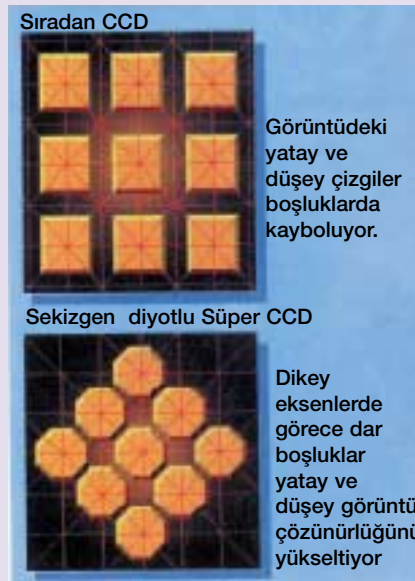 Sıradan CCD
Görüntüdeki
yatay ve
düşey çizgiler
boşluklarda
kayboluyor.
Sekizgen diyotlu Süper CCD
Dikey
eksenlerde
görece dar
boşluklar
yatay ve
düşey görüntü
çözünürlüğünü
yükseltiyor